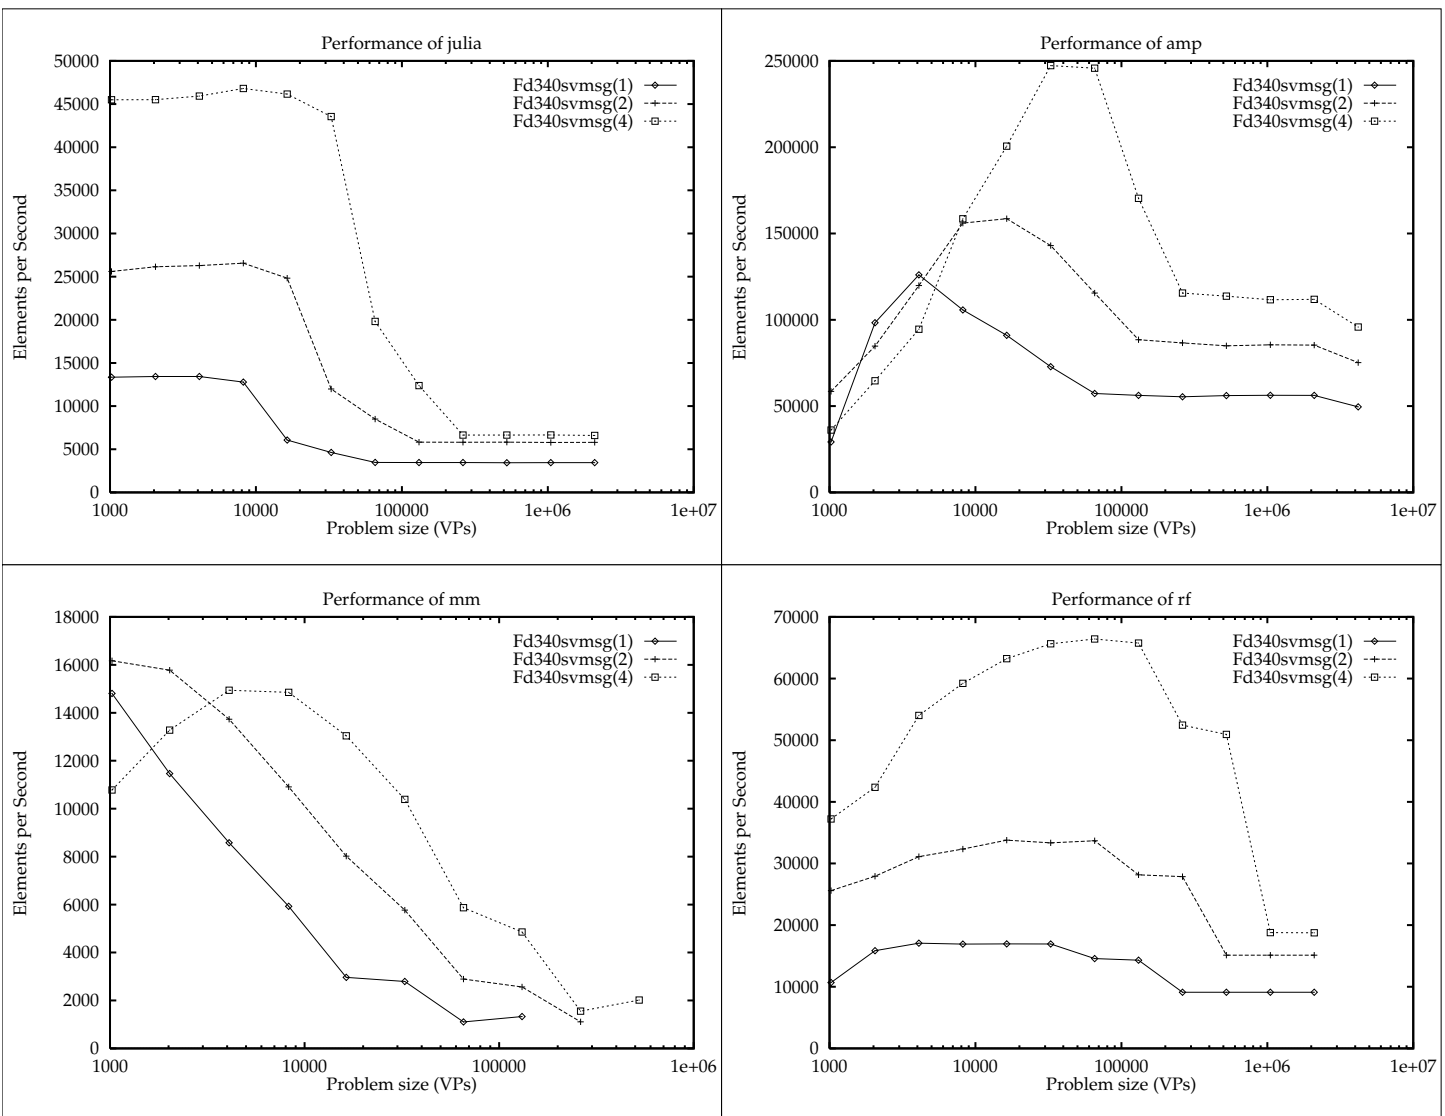 Performance of julia
50000
45000
40000
35000
30000
25000
20000
15000
10000
5000
0
Elements per Second
Fd340svmsg(1)
Fd340svmsg(2)
Fd340svmsg(4)
1000 10000 100000 1e+06 1e+07
Problem size (VPs)
Performance of amp
250000
200000
150000
100000
50000
0
Elements per Second
Fd340svmsg(1)
Fd340svmsg(2)
Fd340svmsg(4)
1000 10000 100000 1e+06 1e+07
Problem size (VPs)
Performance of mm
18000
16000
14000
12000
10000
8000
6000
4000
2000
0
Elements per Second
Fd340svmsg(1)
Fd340svmsg(2)
Fd340svmsg(4)
1000 10000 100000 1e+06
Problem size (VPs)
Performance of rf
70000
60000
50000
40000
30000
20000
10000
0
Elements per Second
Fd340svmsg(1)
Fd340svmsg(2)
Fd340svmsg(4)
1000 10000 100000 1e+06 1e+07
Problem size (VPs)